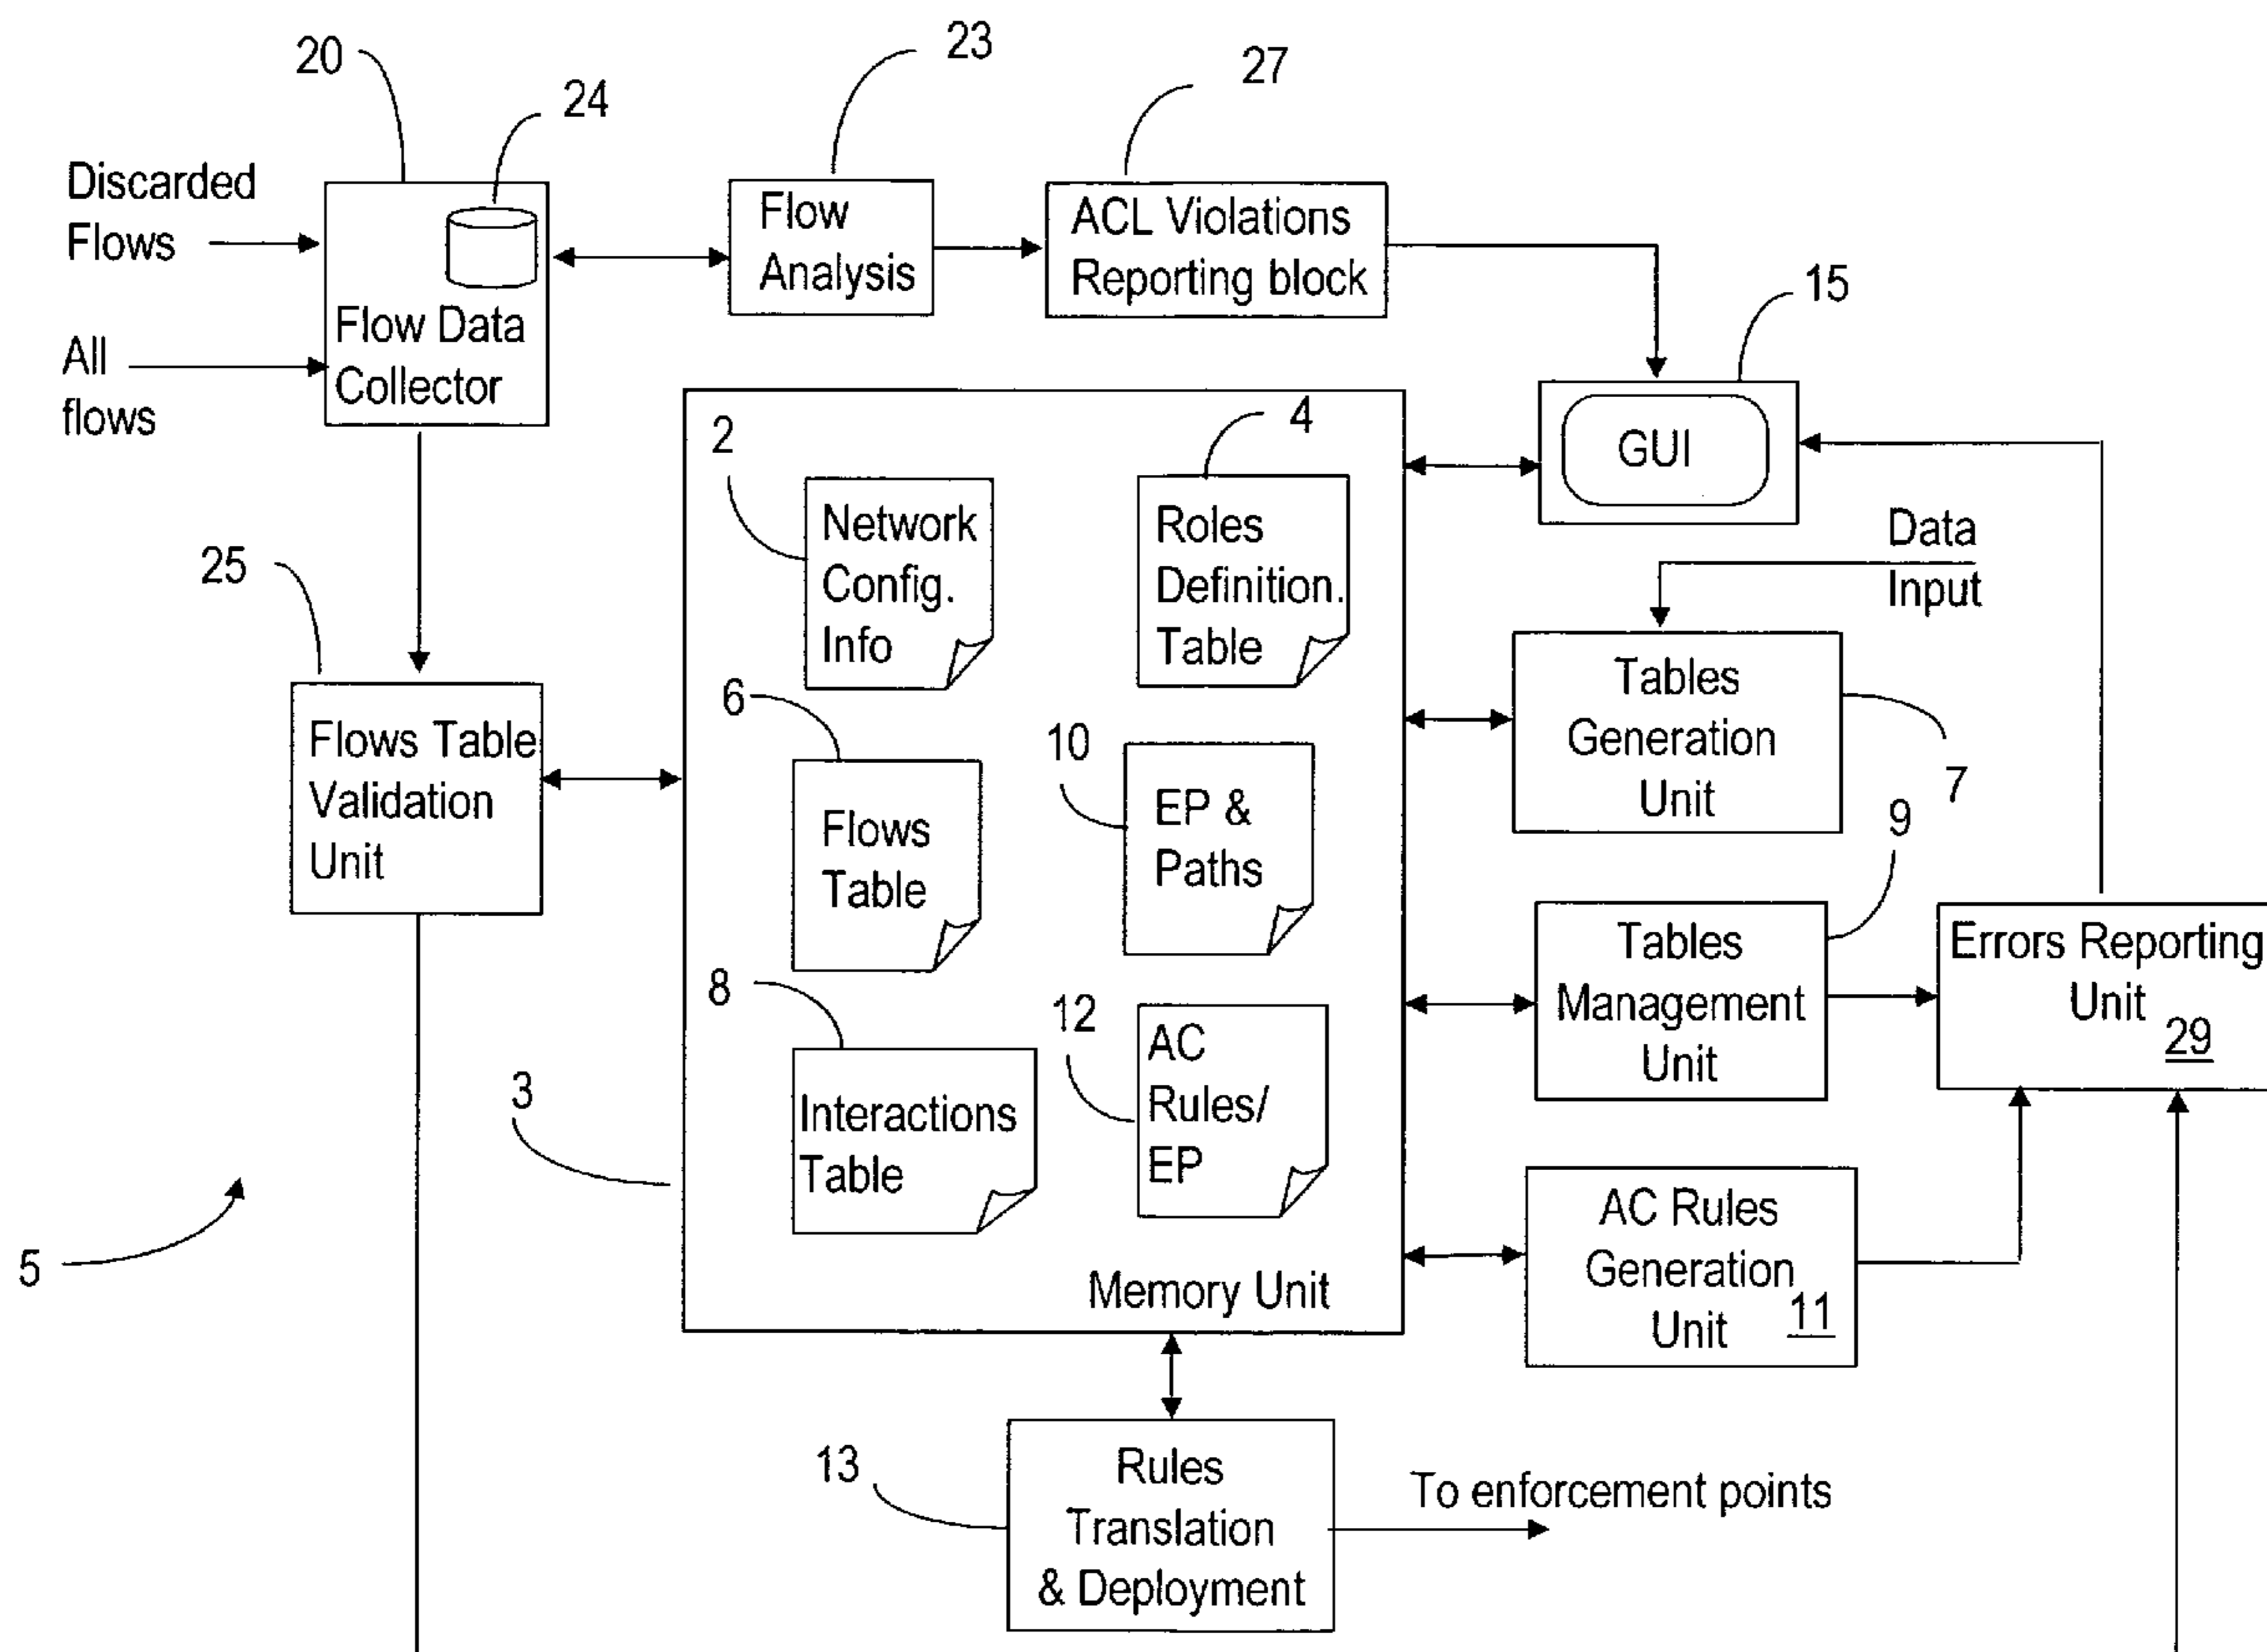 20
24
23
27
Discarded
Flows
All
flows
Flow Data
Collector
Flow
Analysis
ACL Violations
Reporting block
15
GUI
2
4
Network
Config.
Info
Roles
Definition.
Table
Data
Input
25
Flows Table
Validation
Unit
6
Flows
Table
10
EP &
Paths
Tables
Generation
Unit
7
9
8
Interactions
Table
12
AC
Rules/
EP
Tables
Management
Unit
Errors Reporting
Unit
29
3
5
Memory Unit
AC Rules
Generation
Unit
11
13
Rules
Translation
& Deployment
To enforcement points